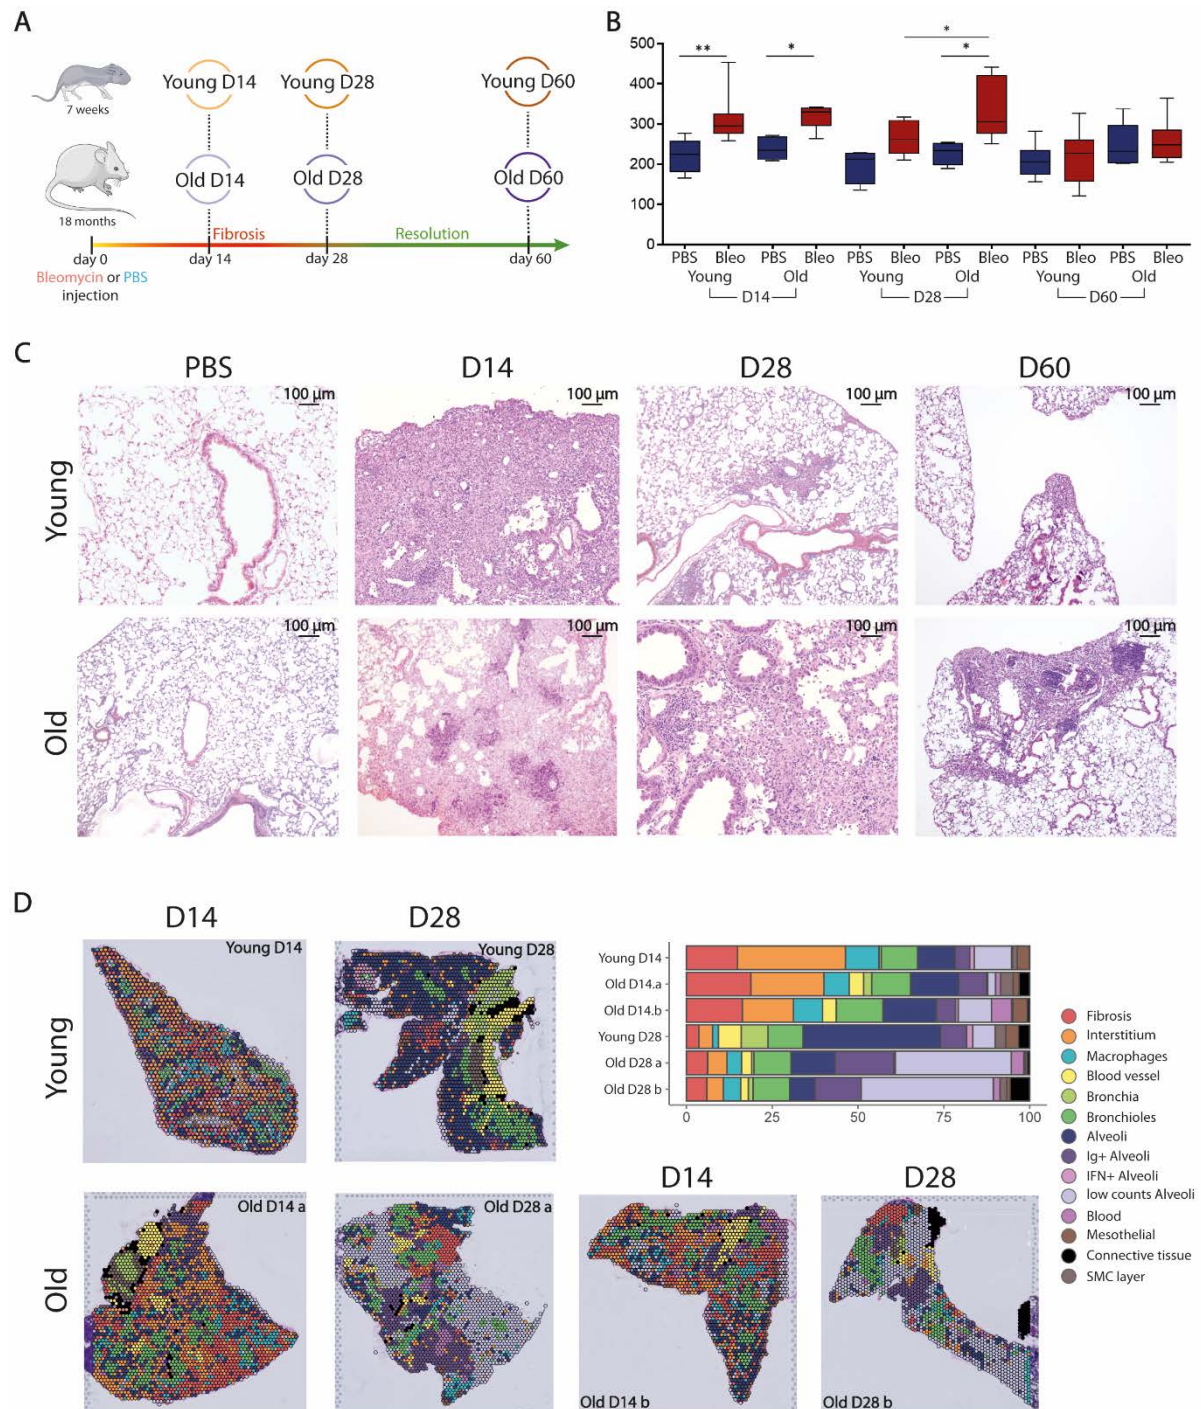 A
7 weeks
Young D14
Young D28
Young D60
18 months
Old D14
Old D28
Old D60
Fibrosis
Resolution
day 0
day 14
day 28
day 60
Bleomycin or PBS
injection
B
** * * *
500
400
300
200
100
0
PBS Bleo PBS Bleo PBS Bleo PBS Bleo PBS Bleo PBS Bleo
Young Old Young Old Young Old
D14 D28 D60
C
PBS D14 D28 D60
Young
100 µm 100 µm 100 µm 100 µm
Old
100 µm 100 µm 100 µm 100 µm
D
D14 D28
Young
Young D14
Young D28
Young D14
Old D14.a
Old D14.b
Young D28
Old D28 a
Old D28 b
0 25 50 75 100
Fibrosis
Interstitium
Macrophages
Blood vessel
Bronchia
Bronchioles
Alveoli
Ig+ Alveoli
IFN+ Alveoli
low counts Alveoli
Blood
Mesothelial
Connective tissue
SMC layer
Old
Old D14 a
Old D28 a
D14 D28
Old D14 b
Old D28 b